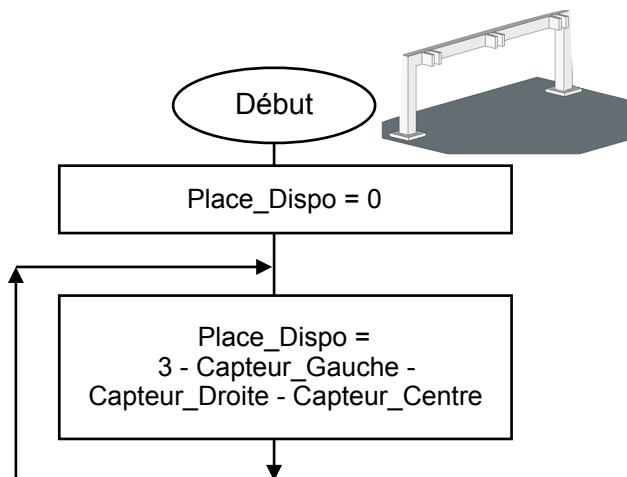 Début
Place_Dispo = 0
Place_Dispo =
3 - Capteur_Gauche -
Capteur_Droite - Capteur_Centre